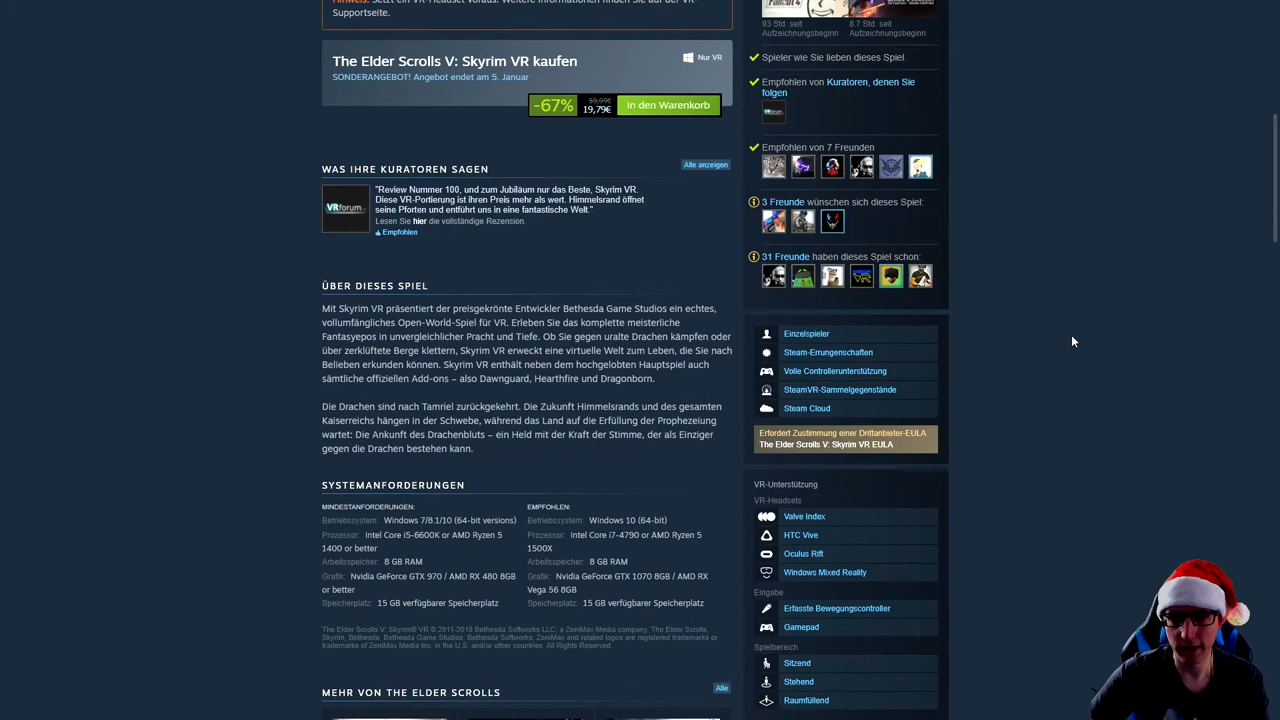 Hinweis: Setzt ein VR-Headset voraus. Weitere Informationen finden Sie auf der VR-
Supportseite.
The Elder Scrolls V: Skyrim VR kaufen
Nur VR
SONDERANGEBOT! Angebot endet am 5. Januar
-67%
59,99€
19,79€
In den Warenkorb
WAS IHRE KURATOREN SAGEN
Alle anzeigen
VRforum
"Review Nummer 100, und zum Jubiläum nur das Beste, Skyrim VR.
Diese VR-Portierung ist ihren Preis mehr als wert. Himmelsrand öffnet
seine Pforten und entführt uns in eine fantastische Welt."
Lesen Sie hier die vollständige Rezension.
Empfohlen
ÜBER DIESES SPIEL
Mit Skyrim VR präsentiert der preisgekrönte Entwickler Bethesda Game Studios ein echtes,
vollumfängliches Open-World-Spiel für VR. Erleben Sie das komplette meisterliche
Fantasyepos in unvergleichlicher Pracht und Tiefe. Ob Sie gegen uralte Drachen kämpfen oder
über zerklüftete Berge klettern, Skyrim VR erweckt eine virtuelle Welt zum Leben, die Sie nach
Belieben erkunden können. Skyrim VR enthält neben dem hochgelobten Hauptspiel auch
sämtliche offiziellen Add-ons – also Dawnguard, Hearthfire und Dragonborn.
Die Drachen sind nach Tamriel zurückgekehrt. Die Zukunft Himmelsrands und des gesamten
Kaiserreichs hängen in der Schwebe, während das Land auf die Erfüllung der Prophezeiung
wartet: Die Ankunft des Drachenbluts – ein Held mit der Kraft der Stimme, der als Einziger
gegen die Drachen bestehen kann.
SYSTEMANFORDERUNGEN
MINDESTANFORDERUNGEN:
Betriebssystem: Windows 7/8.1/10 (64-bit versions)
Prozessor: Intel Core i5-6600K or AMD Ryzen 5
1400 or better
Arbeitsspeicher: 8 GB RAM
Grafik: Nvidia GeForce GTX 970 / AMD RX 480 8GB
or better
Speicherplatz: 15 GB verfügbarer Speicherplatz
EMPFOHLEN:
Betriebssystem: Windows 10 (64-bit)
Prozessor: Intel Core i7-4790 or AMD Ryzen 5
1500X
Arbeitsspeicher: 8 GB RAM
Grafik: Nvidia GeForce GTX 1070 8GB / AMD RX
Vega 56 8GB
Speicherplatz: 15 GB verfügbarer Speicherplatz
The Elder Scrolls V: Skyrim® VR © 2011-2018 Bethesda Softworks LLC, a ZeniMax Media company. The Elder Scrolls,
Skyrim, Bethesda, Bethesda Game Studios, Bethesda Softworks, ZeniMax and related logos are registered trademarks or
trademarks of ZeniMax Media Inc. in the U.S. and/or other countries. All Rights Reserved.
MEHR VON THE ELDER SCROLLS
Alle
93 Std. seit
Aufzeichnungsbeginn
8.7 Std. seit
Aufzeichnungsbeginn
Spieler wie Sie lieben dieses Spiel.
Empfohlen von Kuratoren, denen Sie
folgen
Empfohlen von 7 Freunden
3 Freunde wünschen sich dieses Spiel:
31 Freunde haben dieses Spiel schon:
VR
Einzelspieler
Steam-Errungenschaften
Volle Controllerunterstützung
SteamVR-Sammelgegenstände
Steam Cloud
Erfordert Zustimmung einer Drittanbieter-EULA
The Elder Scrolls V: Skyrim VR EULA
VR-Unterstützung
VR-Headsets
Valve Index
HTC Vive
Oculus Rift
Windows Mixed Reality
Eingabe
Erfasste Bewegungscontroller
Gamepad
Spielbereich
Sitzend
Stehend
Raumfüllend